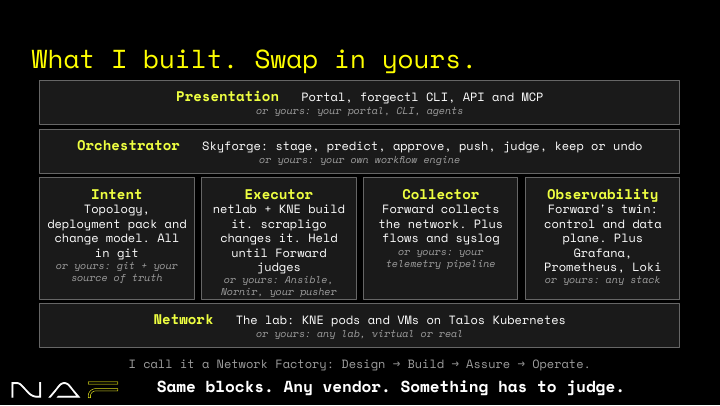 What I built. Swap in yours.
Presentation Portal, forgectl CLI, API and MCP
or yours: your portal, CLI, agents
Orchestrator Skyforge: stage, predict, approve, push, judge, keep or undo
or yours: your own workflow engine
Intent
Topology,
deployment pack and
change model. All
in git
or yours: git + your
source of truth
Executor
netlab + KNE build
it. scrapligo
changes it. Held
until Forward
judges
or yours: Ansible,
Nornir, your pusher
Collector
Forward collects
the network. Plus
flows and syslog
or yours: your
telemetry pipeline
Observability
Forward's twin:
control and data
plane. Plus
Grafana,
Prometheus, Loki
or yours: any stack
Network The lab: KNE pods and VMs on Talos Kubernetes
or yours: any lab, virtual or real
I call it a Network Factory: Design → Build → Assure → Operate.
NAF
Same blocks. Any vendor. Something has to judge.